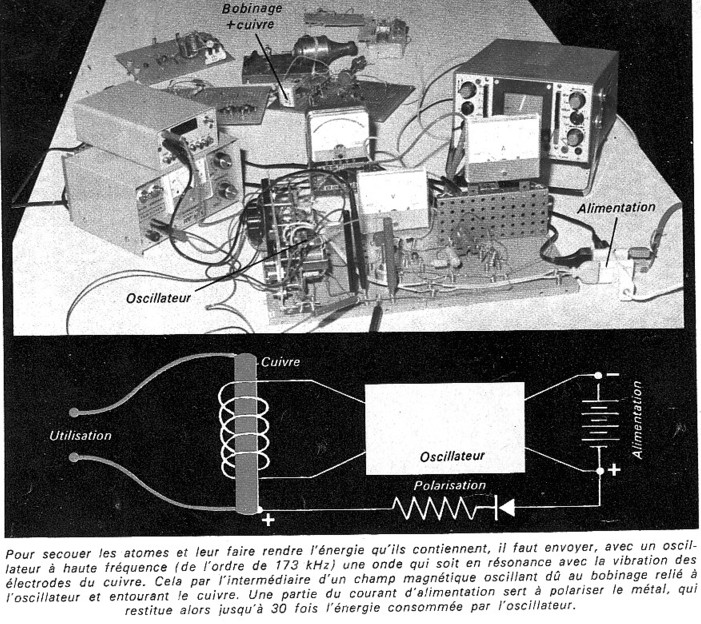 Bobinage
+cuivre
Alimentation
Oscillateur
Cuivre
Utilisation
Oscillateur
Alimentation
Polarisation
Pour secouer les atomes et leur faire rendre l'énergie qu'ils contiennent, il faut envoyer, avec un oscil-
lateur à haute fréquence (de l'ordre de 173 kHz) une onde qui soit en résonance avec la vibration des
électrodes du cuivre. Cela par l'intermédiaire d'un champ magnétique oscillant dû au bobinage relié à
l'oscillateur et entourant le cuivre. Une partie du courant d'alimentation sert à polariser le métal, qui
restitue alors jusqu'à 30 fois l'énergie consommée par l'oscillateur.